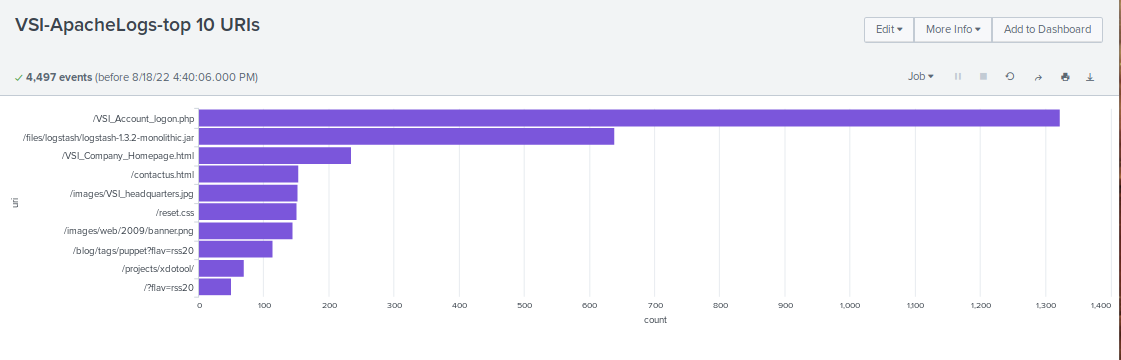 VSI-ApacheLogs-top 10 URIs
Edit
More Info
Add to Dashboard
4,497 events (before 8/18/22 4:40:06.000 PM)
Job
/VSI_Account_logon.php
/files/logstash/logstash-1.3.2-monolithic.jar
/VSI_Company_Homepage.html
/contactus.html
/images/VSI_headquarters.jpg
/reset.css
/images/web/2009/banner.png
/blog/tags/puppet?flav=rss20
/projects/xdotool/
/?flav=rss20
uri
0 100 200 300 400 500 600 700 800 900 1,000 1,100 1,200 1,300 1,400
count